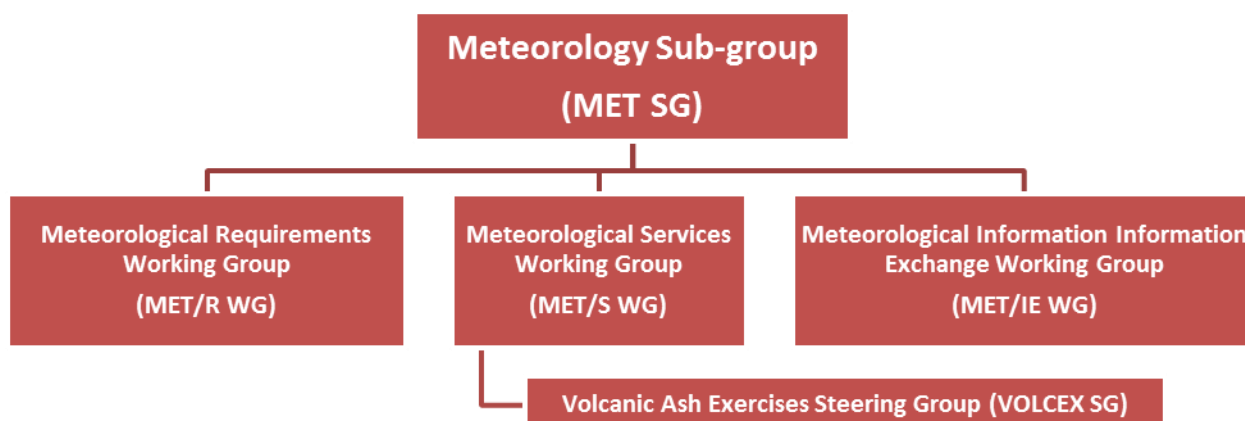 Meteorology Sub-group
(MET SG)
Meteorological Requirements
Working Group
(MET/R WG)
Meteorological Services
Working Group
(MET/S WG)
Meteorological Information Information
Exchange Working Group
(MET/IE WG)
Volcanic Ash Exercises Steering Group (VOLCEX SG)